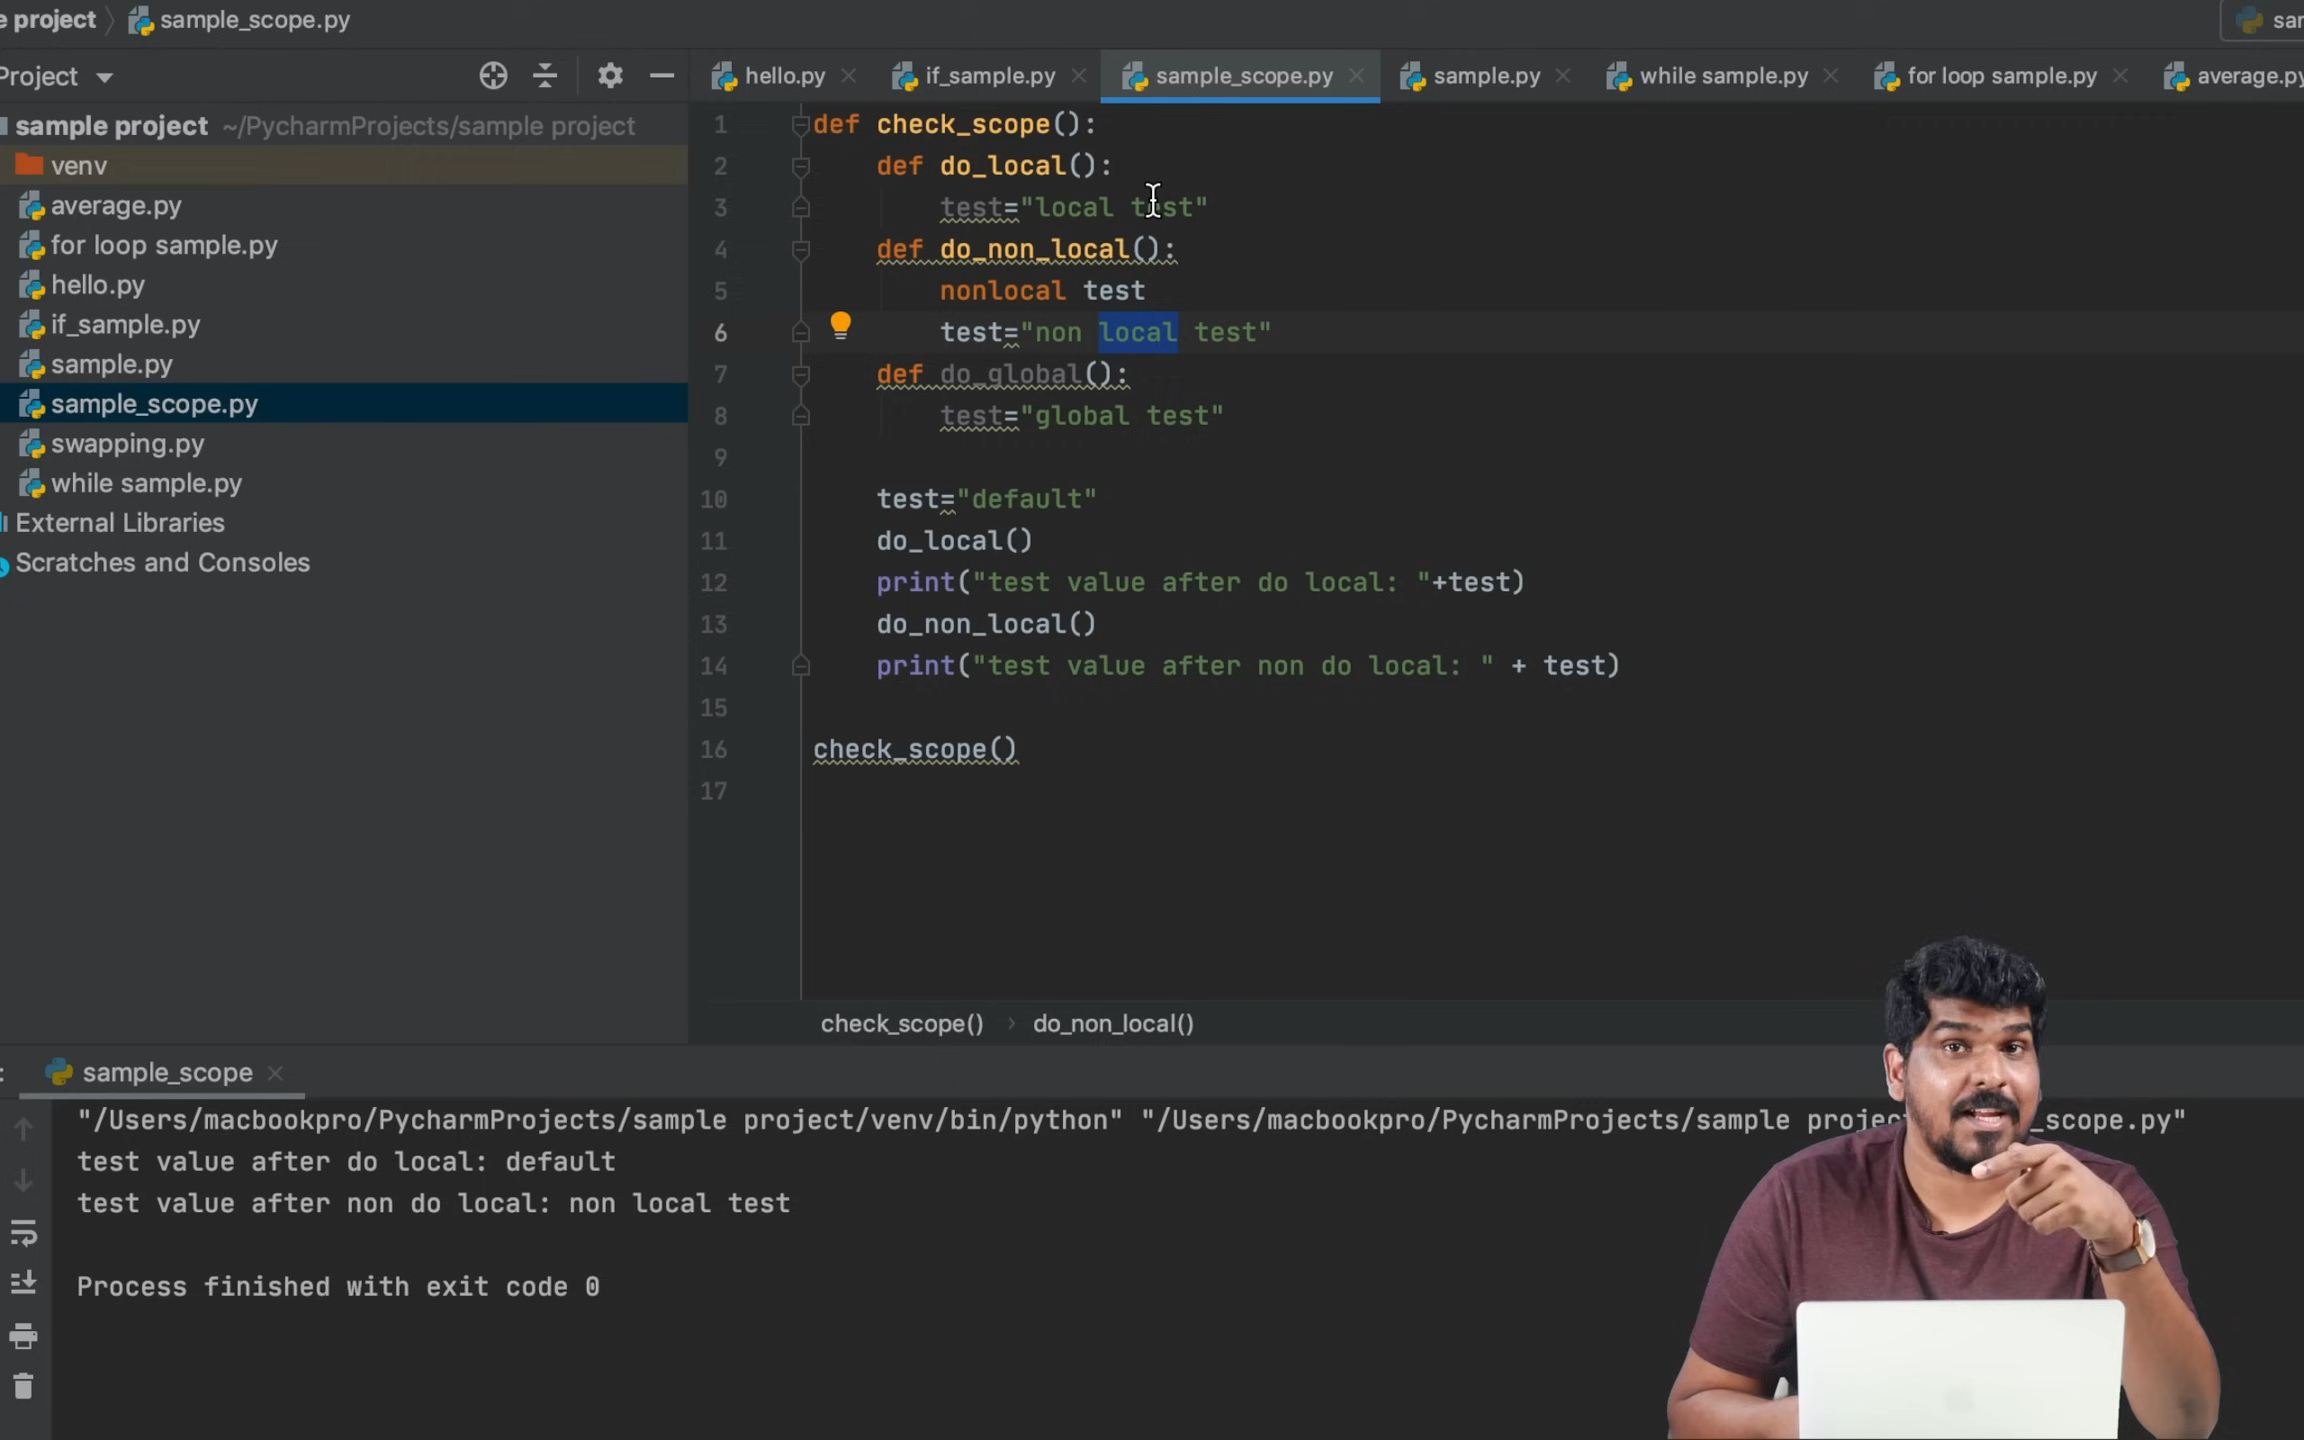 e project › sample_scope.py
sar
Project
hello.py
if_sample.py
sample_scope.py
sample.py
while sample.py
for loop sample.py
average.py
sample project ~/PycharmProjects/sample project
venv
average.py
for loop sample.py
hello.py
if_sample.py
sample.py
sample_scope.py
swapping.py
while sample.py
External Libraries
Scratches and Consoles
1 def check_scope():
2 def do_local():
3 test="local test"
4 def do_non_local():
5 nonlocal test
6 test="non local test"
7 def do_global():
8 test="global test"
9
10 test="default"
11 do_local()
12 print("test value after do local: "+test)
13 do_non_local()
14 print("test value after non do local: " + test)
15
16 check_scope()
17
check_scope() › do_non_local()
: sample_scope
"/Users/macbookpro/PycharmProjects/sample project/venv/bin/python" "/Users/macbookpro/PycharmProjects/sample projec _scope.py"
test value after do local: default
test value after non do local: non local test
Process finished with exit code 0